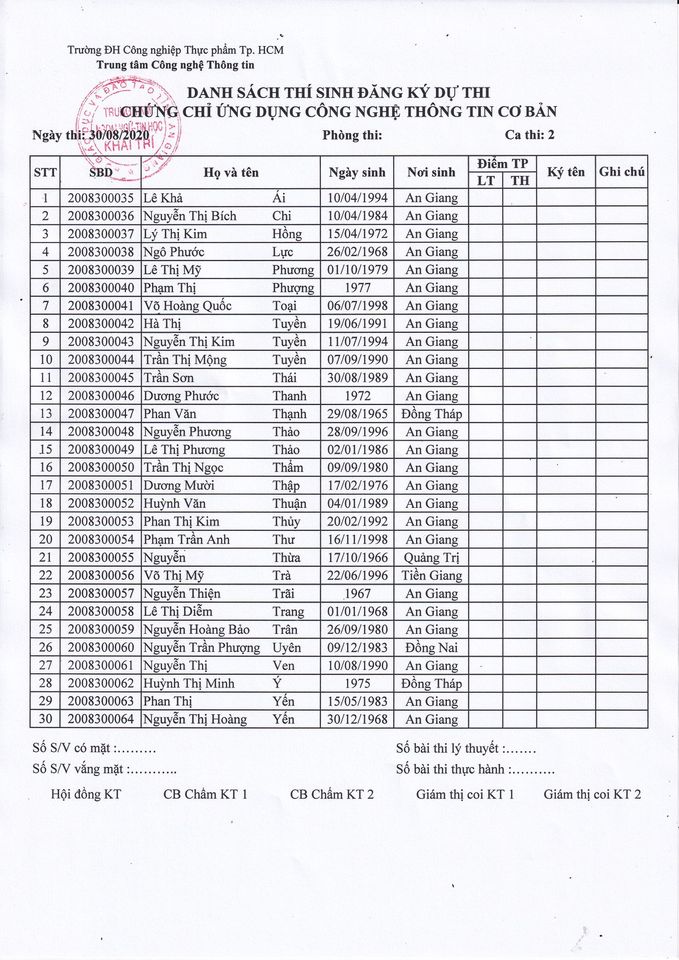 Trường ĐH Công nghiệp Thực phẩm Tp. HCM
Trung tâm Công nghệ Thông tin
DANH SÁCH THÍ SINH ĐĂNG KÝ DỰ THI
CHỨNG CHỈ ỨNG DỤNG CÔNG NGHỆ THÔNG TIN CƠ BẢN
KHAI TRÍ
Ngày thi: 30/08/2020 Phòng thi: Ca thi: 2
STT SBD Họ và tên Ngày sinh Nơi sinh Điểm TP Ký tên Ghi chú
LT TH
1 2008300035 Lê Khả Ái 10/04/1994 An Giang
2 2008300036 Nguyễn Thị Bích Chi 10/04/1984 An Giang
3 2008300037 Lý Thị Kim Hồng 15/04/1972 An Giang
4 2008300038 Ngô Phước Lực 26/02/1968 An Giang
5 2008300039 Lê Thị Mỹ Phương 01/10/1979 An Giang
6 2008300040 Phạm Thị Phượng 1977 An Giang
7 2008300041 Võ Hoàng Quốc Toại 06/07/1998 An Giang
8 2008300042 Hà Thị Tuyền 19/06/1991 An Giang
9 2008300043 Nguyễn Thị Kim Tuyền 11/07/1994 An Giang
10 2008300044 Trần Thị Mộng Tuyền 07/09/1990 An Giang
11 2008300045 Trần Sơn Thái 30/08/1989 An Giang
12 2008300046 Dương Phước Thanh 1972 An Giang
13 2008300047 Phan Văn Thạnh 29/08/1965 Đồng Tháp
14 2008300048 Nguyễn Phương Thảo 28/09/1996 An Giang
15 2008300049 Lê Thị Phương Thảo 02/01/1986 An Giang
16 2008300050 Trần Thị Ngọc Thẩm 09/09/1980 An Giang
17 2008300051 Dương Mười Thập 17/02/1976 An Giang
18 2008300052 Huỳnh Văn Thuận 04/01/1989 An Giang
19 2008300053 Phan Thị Kim Thủy 20/02/1992 An Giang
20 2008300054 Phạm Trần Anh Thư 16/11/1998 An Giang
21 2008300055 Nguyễn Thừa 17/10/1966 Quảng Trị
22 2008300056 Võ Thị Mỹ Trà 22/06/1996 Tiền Giang
23 2008300057 Nguyễn Thiện Trãi 1967 An Giang
24 2008300058 Lê Thị Diễm Trang 01/01/1968 An Giang
25 2008300059 Nguyễn Hoàng Bảo Trân 26/09/1980 An Giang
26 2008300060 Nguyễn Trần Phượng Uyên 09/12/1983 Đồng Nai
27 2008300061 Nguyễn Thị Ven 10/08/1990 An Giang
28 2008300062 Huỳnh Thị Minh Ý 1975 Đồng Tháp
29 2008300063 Phan Thị Yến 15/05/1983 An Giang
30 2008300064 Nguyễn Thị Hoàng Yến 30/12/1968 An Giang
Số S/V có mặt :......... Số bài thi lý thuyết :.......
Số S/V vắng mặt :........... Số bài thi thực hành :..........
Hội đồng KT CB Chấm KT 1 CB Chấm KT 2 Giám thị coi KT 1 Giám thị coi KT 2